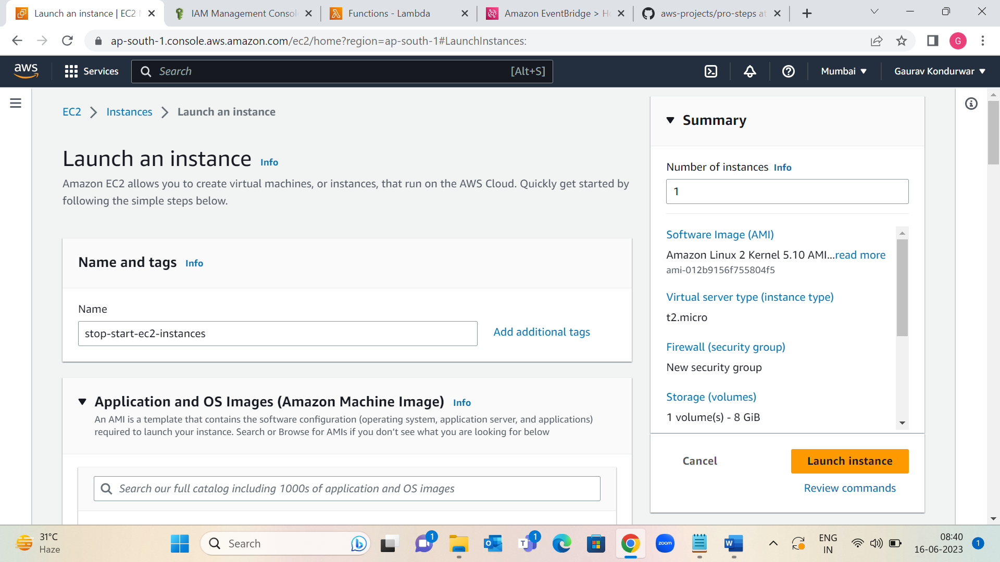 Launch an instance | EC2
IAM Management Consol
Functions - Lambda
Amazon EventBridge > H
aws-projects/pro-steps at
ap-south-1.console.aws.amazon.com/ec2/home?region=ap-south-1#LaunchInstances:
G
aws
Services
Search
[Alt+S]
Mumbai
Gaurav Kondurwar
EC2
Instances
Launch an instance
Launch an instance Info
Amazon EC2 allows you to create virtual machines, or instances, that run on the AWS Cloud. Quickly get started by
following the simple steps below.
Name and tags Info
Name
stop-start-ec2-instances
Add additional tags
Application and OS Images (Amazon Machine Image) Info
An AMI is a template that contains the software configuration (operating system, application server, and applications)
required to launch your instance. Search or Browse for AMIs if you don't see what you are looking for below
Search our full catalog including 1000s of application and OS images
Summary
Number of instances Info
1
Software Image (AMI)
Amazon Linux 2 Kernel 5.10 AMI...read more
ami-012b9156f755804f5
Virtual server type (instance type)
t2.micro
Firewall (security group)
New security group
Storage (volumes)
1 volume(s) - 8 GiB
Cancel
Launch instance
Review commands
31°C
Haze
Search
1
1
zoom
ENG
IN
08:40
16-06-2023
1